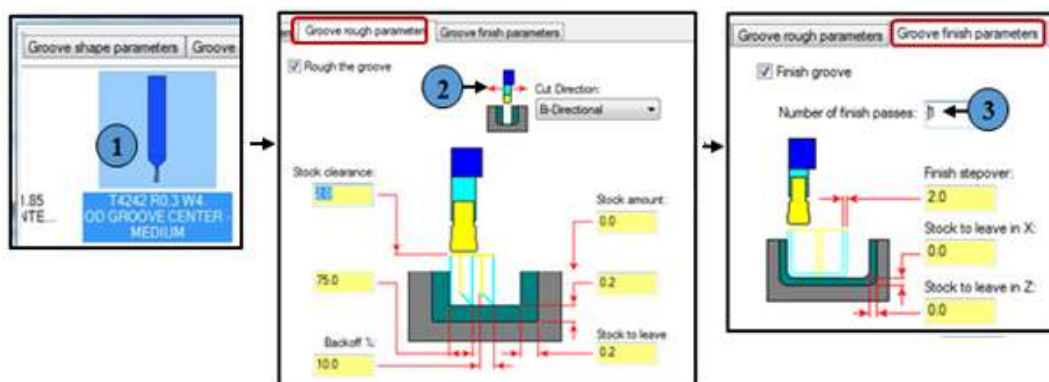 Groove shape parameters Groove
1
T4242 R0.3 W4
OD GROOVE CENTER -
MEDIUM
Groove rough parameters Groove finish parameters
Rough the groove
2
Cut Direction:
Bi-Directional
Stock clearance:
2.0
Stock amount:
0.0
75.0
0.2
Backoff %:
10.0
Stock to leave
0.2
Groove rough parameters Groove finish parameters
Finish groove
Number of finish passes:
3
Finish stepover:
2.0
Stock to leave in X:
0.0
Stock to leave in Z:
0.0